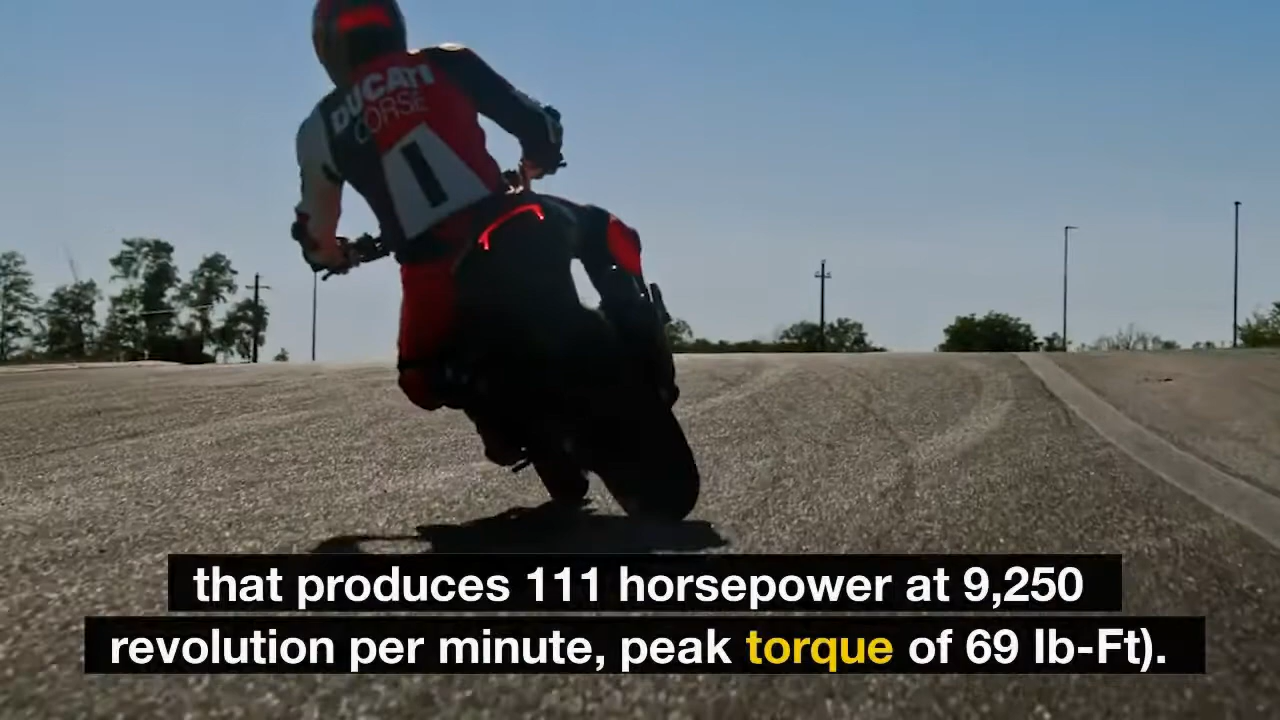 DUCATI
CORSE
1
that produces 111 horsepower at 9,250
revolution per minute, peak torque of 69 lb-Ft).